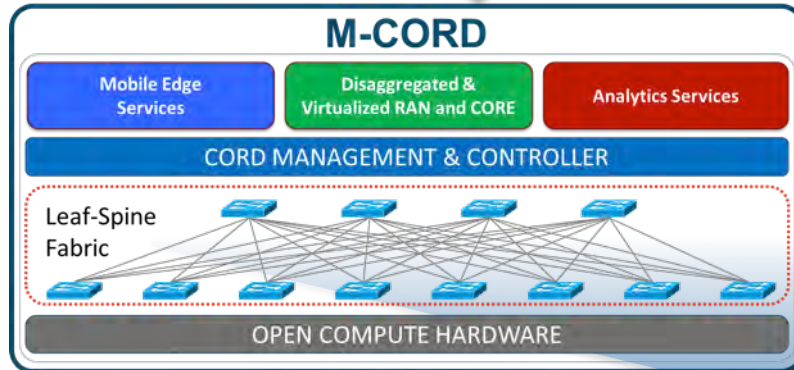 M-CORD
Mobile Edge
Services
Disaggregated &
Virtualized RAN and CORE
Analytics Services
CORD MANAGEMENT & CONTROLLER
Leaf-Spine
Fabric
OPEN COMPUTE HARDWARE